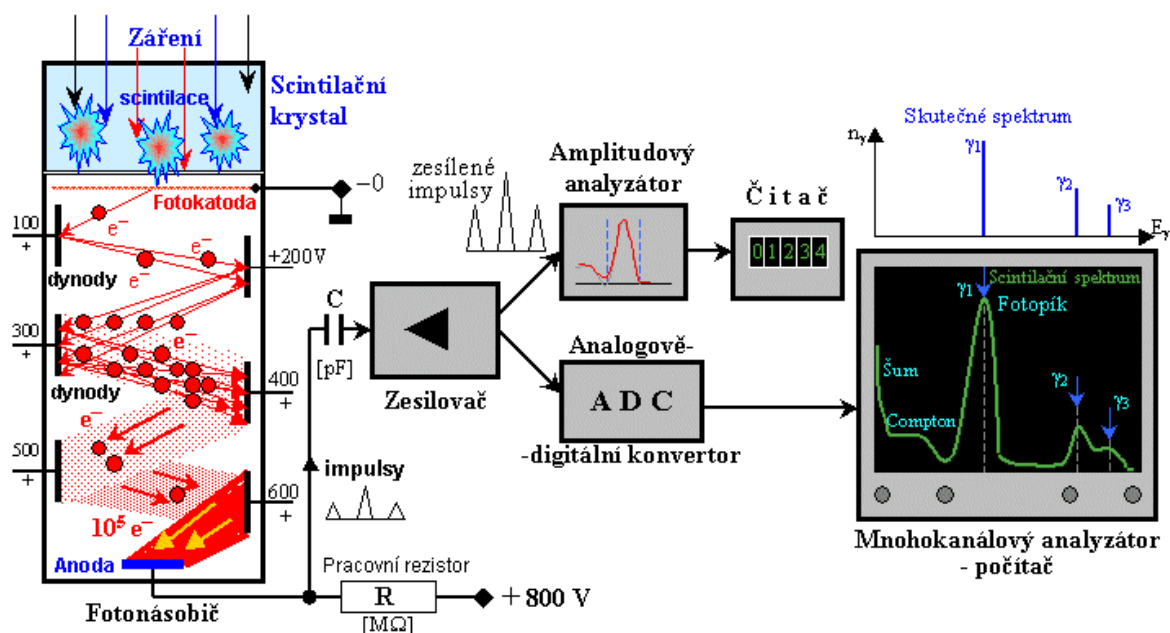 Záření
scintilace
Scintilační
krystal
Fotokatoda
−0
100
+
e−
e−
e−
+200V
dynody
300
+
e−
dynody
400
+
e−
500
+
600
+
10⁵ e−
Anoda
Fotonásobič
impulsy
C
[pF]
Pracovní rezistor
R
[MΩ]
+ 800 V
Zesilovač
zesílené
impulsy
Amplitudový
analyzátor
Čitač
01234
Analogově-
ADC
-digitální konvertor
Skutečné spektrum
nγ
γ1
γ2
γ3
Eγ
Scintilační spektrum
γ1
Fotopík
Šum
γ2
γ3
Compton
Mnohokanálový analyzátor
- počítač